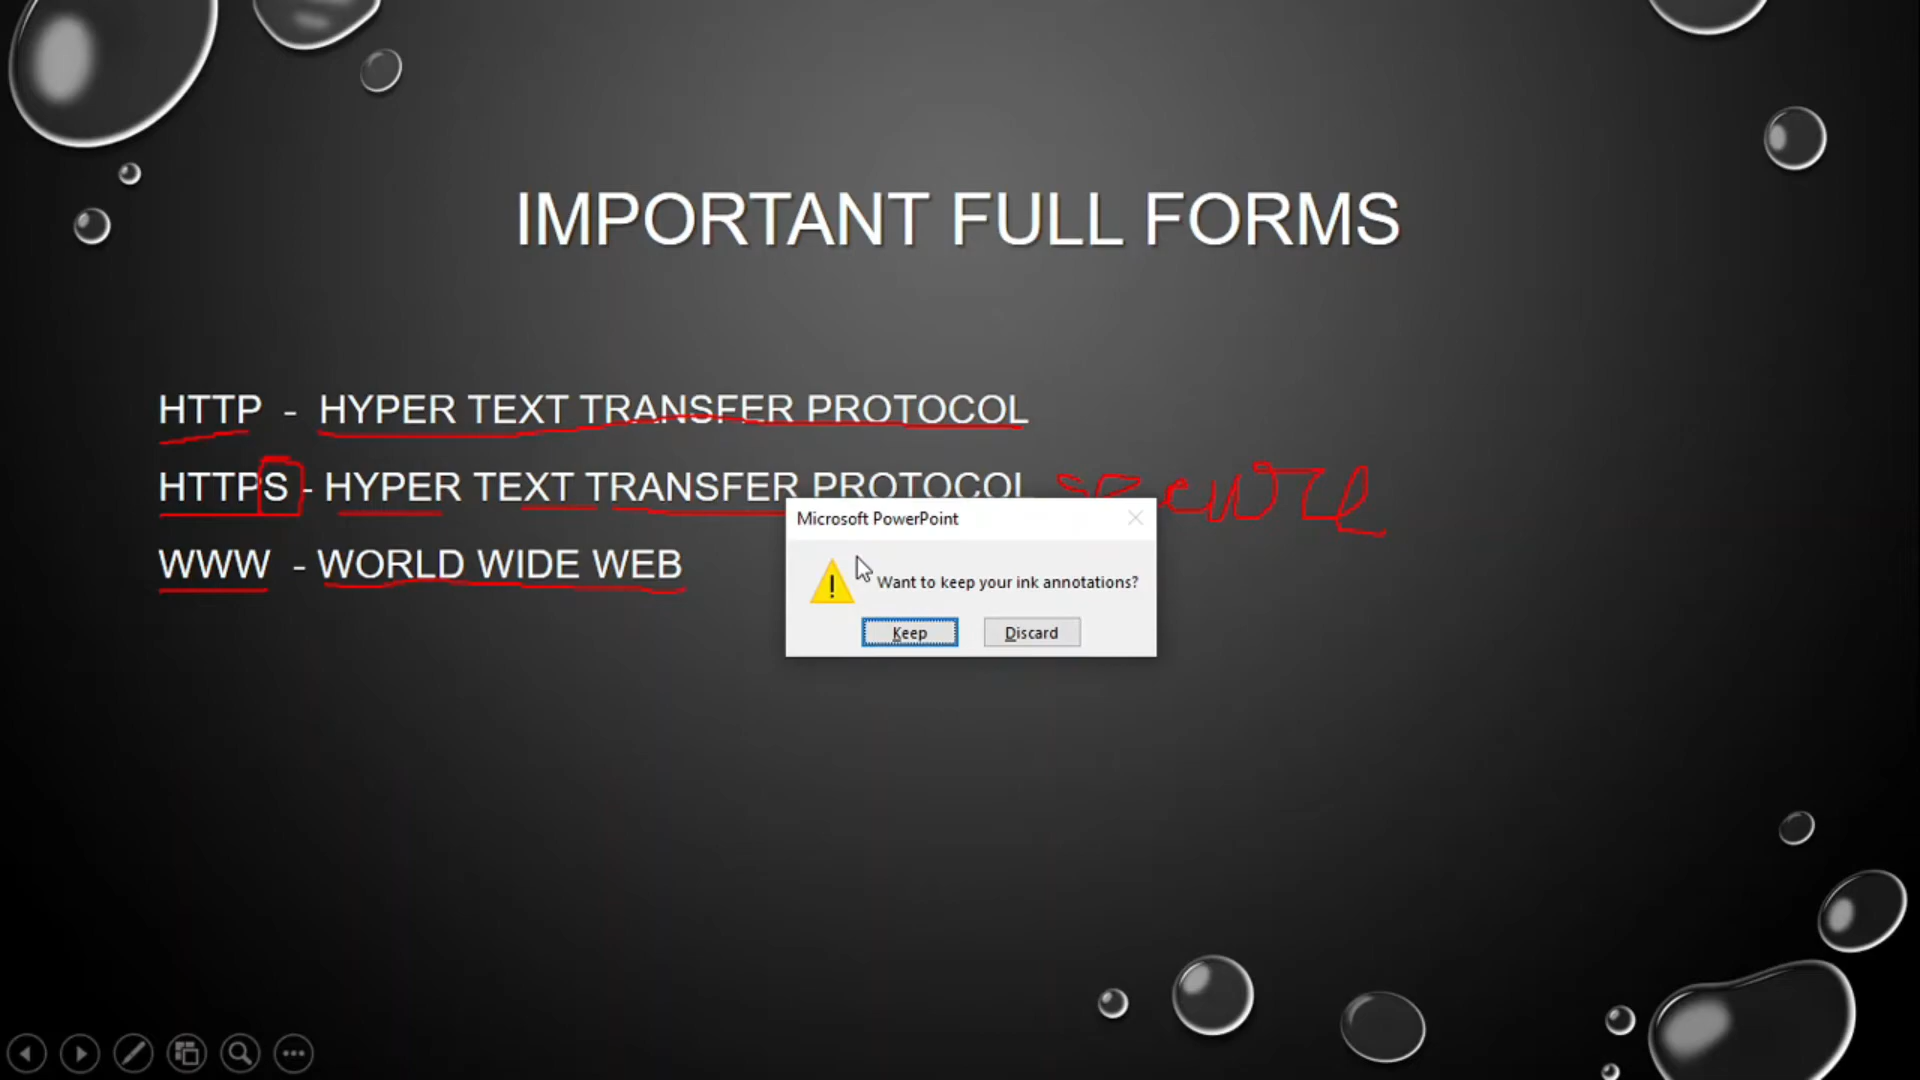 IMPORTANT FULL FORMS
HTTP - HYPER TEXT TRANSFER PROTOCOL
HTTPS - HYPER TEXT TRANSFER PROTOCOL secure
WWW - WORLD WIDE WEB
Microsoft PowerPoint
Want to keep your ink annotations?
Keep Discard